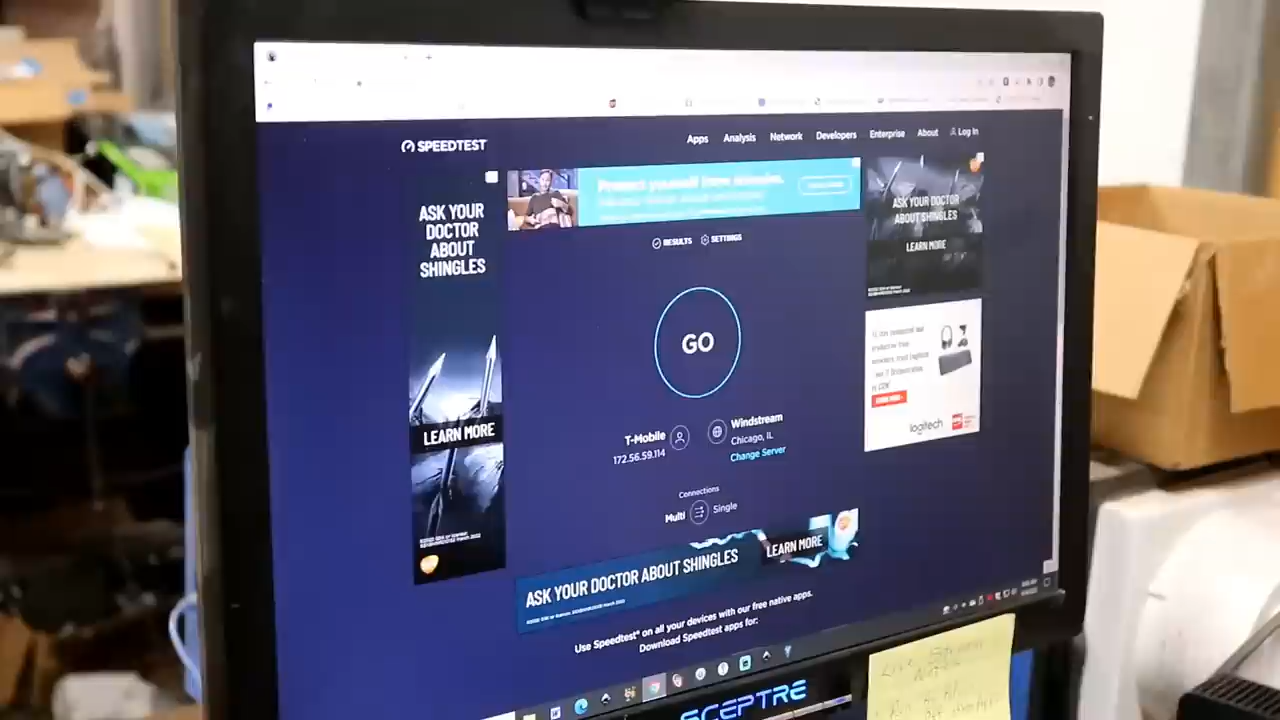 SPEEDTEST
Apps Analysis Network Developers Enterprise About Log In
ASK YOUR
DOCTOR
ABOUT
SHINGLES
LEARN MORE
Protect yourself from
ASK YOUR DOCTOR
ABOUT SHINGLES
LEARN MORE
RESULTS SETTINGS
GO
T-Mobile
172.56.59.114
Windstream
Chicago, IL
Change Server
Connections
Multi Single
logitech
ASK YOUR DOCTOR ABOUT SHINGLES
LEARN MORE
Use Speedtest® on all your devices with our free native apps.
Download Speedtest apps for:
SCEPTRE